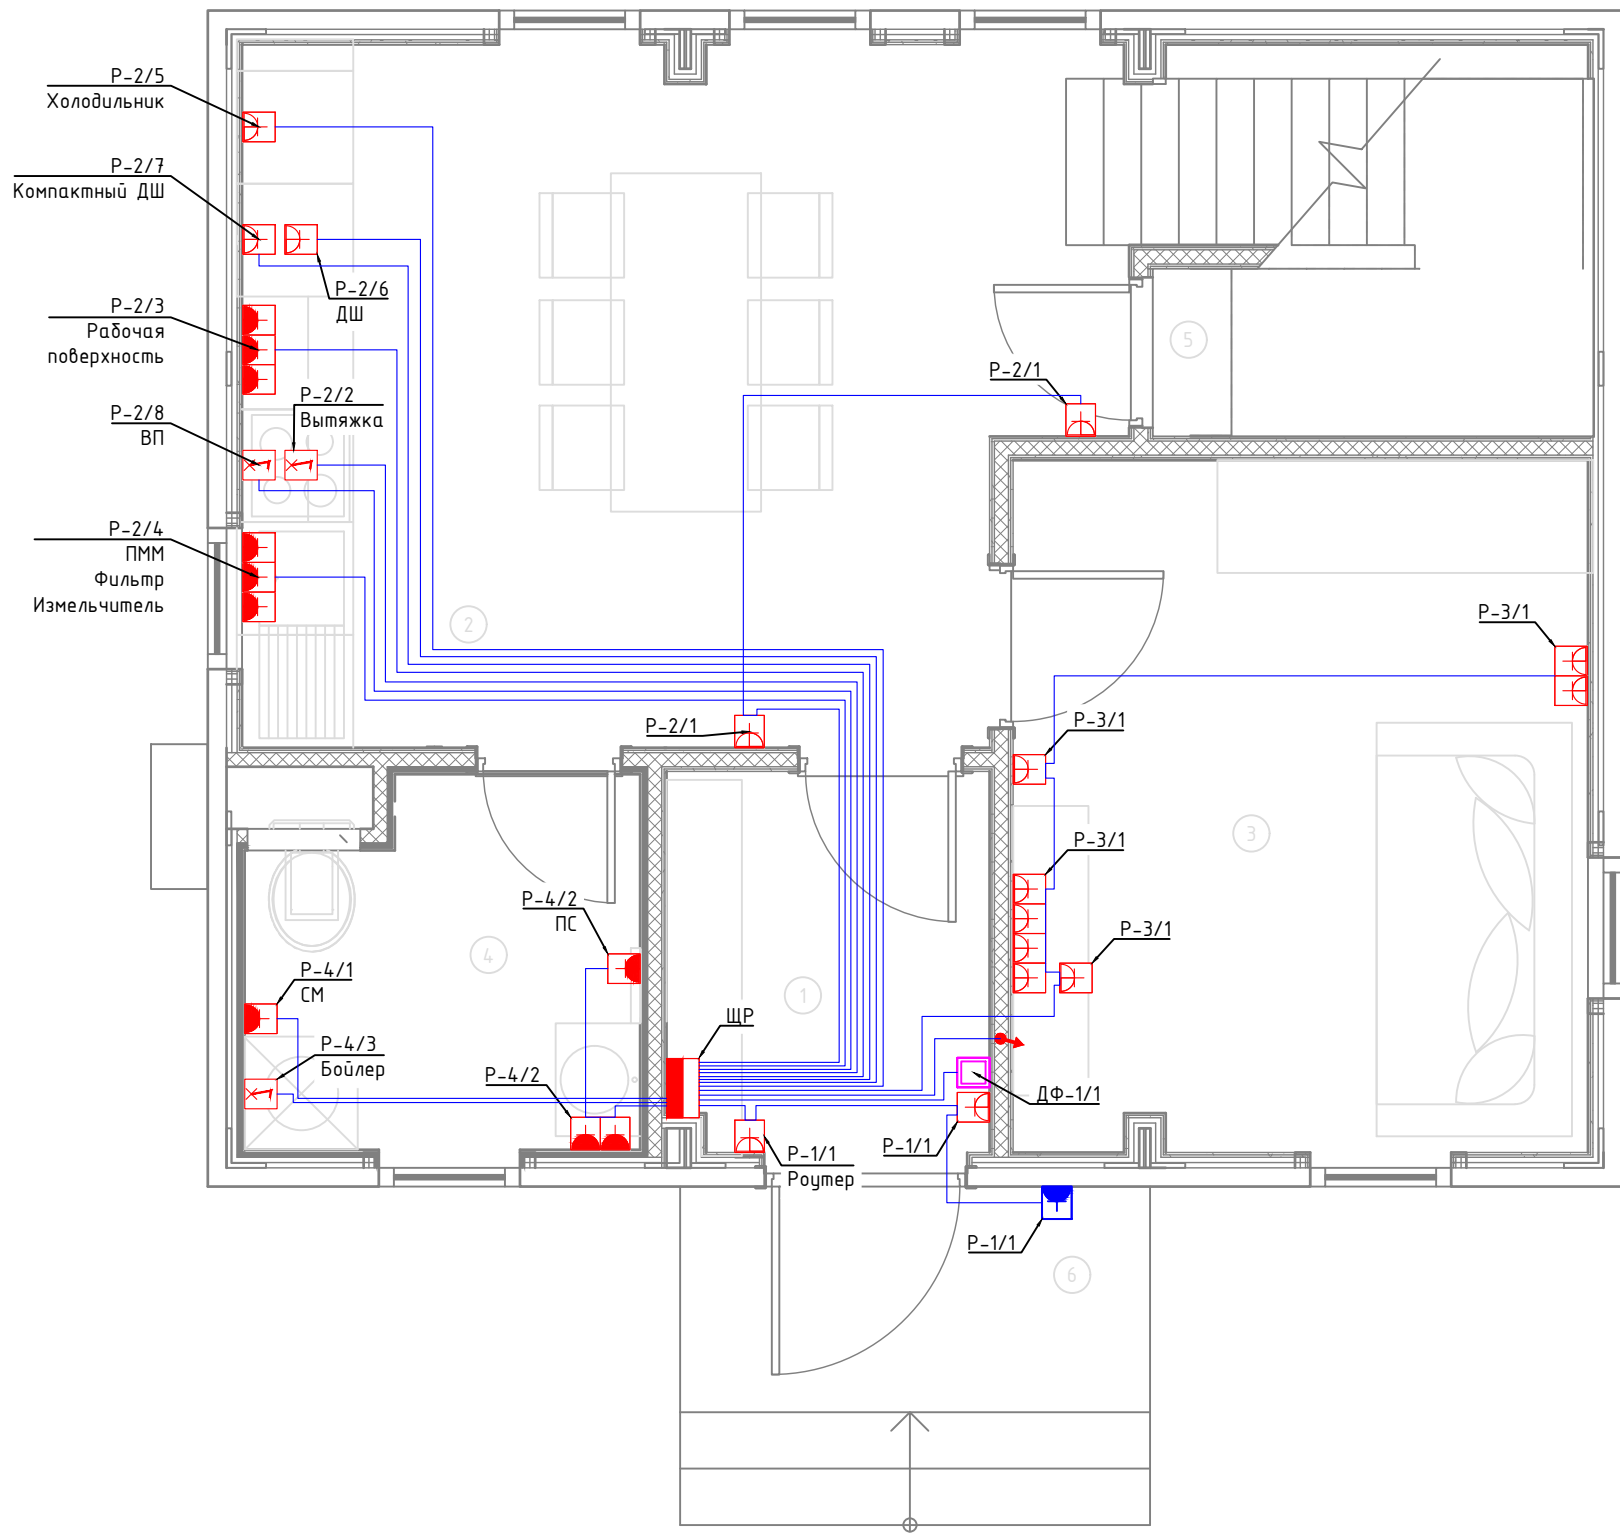 Р-2/5
Холодильник
Р-2/7
Компактный ДШ
Р-2/6
ДШ
Р-2/3
Рабочая
поверхность
Р-2/2
Вытяжка
Р-2/8
ВП
Р-2/4
ПММ
Фильтр
Измельчитель
2
5
Р-2/1
Р-2/1
Р-3/1
Р-3/1
3
Р-3/1
Р-3/1
Р-4/2
ПС
4
Р-4/1
СМ
Р-4/3
Бойлер
Р-4/2
1
ЩР
ДФ-1/1
Р-1/1
Роутер
Р-1/1
Р-1/1
6